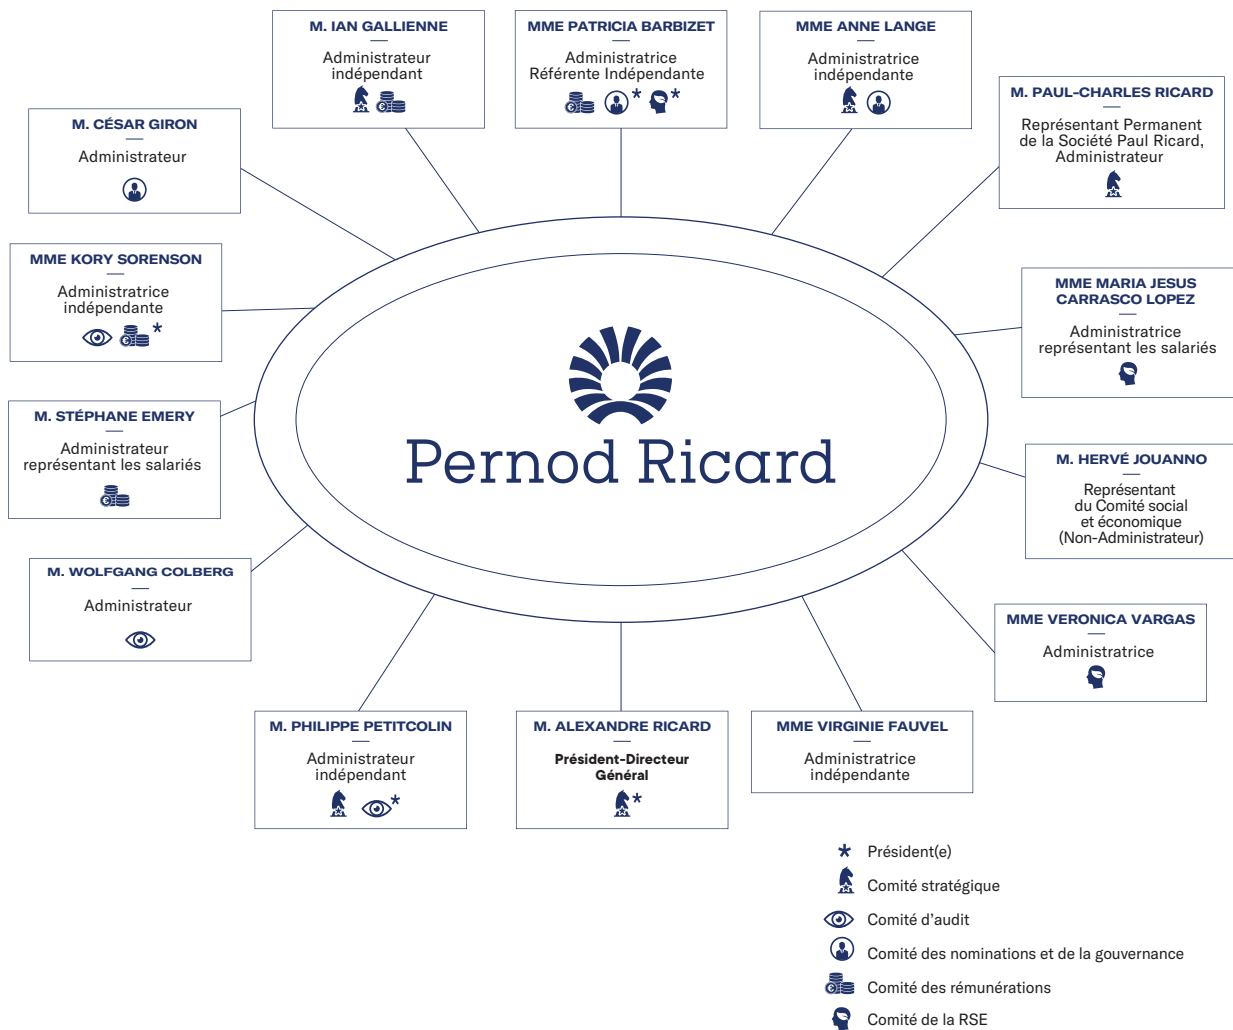 M. IAN GALLIENNE
Administrateur
indépendant
MME PATRICIA BARBIZET
Administratrice
Référente Indépendante
*
*
MME ANNE LANGE
Administratrice
indépendante
M. PAUL-CHARLES RICARD
Représentant Permanent
de la Société Paul Ricard,
Administrateur
M. CÉSAR GIRON
Administrateur
MME KORY SORENSON
Administratrice
indépendante
*
MME MARIA JESUS
CARRASCO LOPEZ
Administratrice
représentant les salariés
M. STÉPHANE EMERY
Administrateur
représentant les salariés
Pernod Ricard
M. HERVÉ JOUANNO
Représentant
du Comité social
et économique
(Non-Administrateur)
M. WOLFGANG COLBERG
Administrateur
MME VERONICA VARGAS
Administratrice
M. PHILIPPE PETITCOLIN
Administrateur
indépendant
*
M. ALEXANDRE RICARD
Président-Directeur
Général
*
MME VIRGINIE FAUVEL
Administratrice
indépendante
* Président(e)
Comité stratégique
Comité d'audit
Comité des nominations et de la gouvernance
Comité des rémunérations
Comité de la RSE